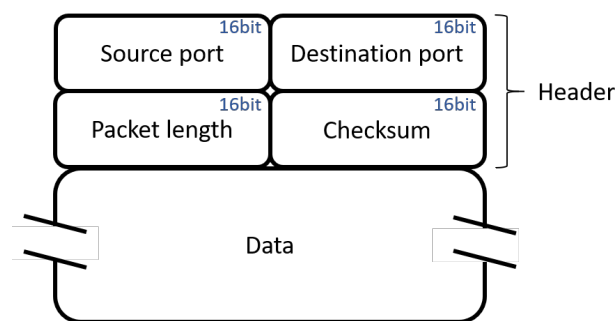 16bit 16bit
Source port Destination port
16bit 16bit
Packet length Checksum
Header
Data